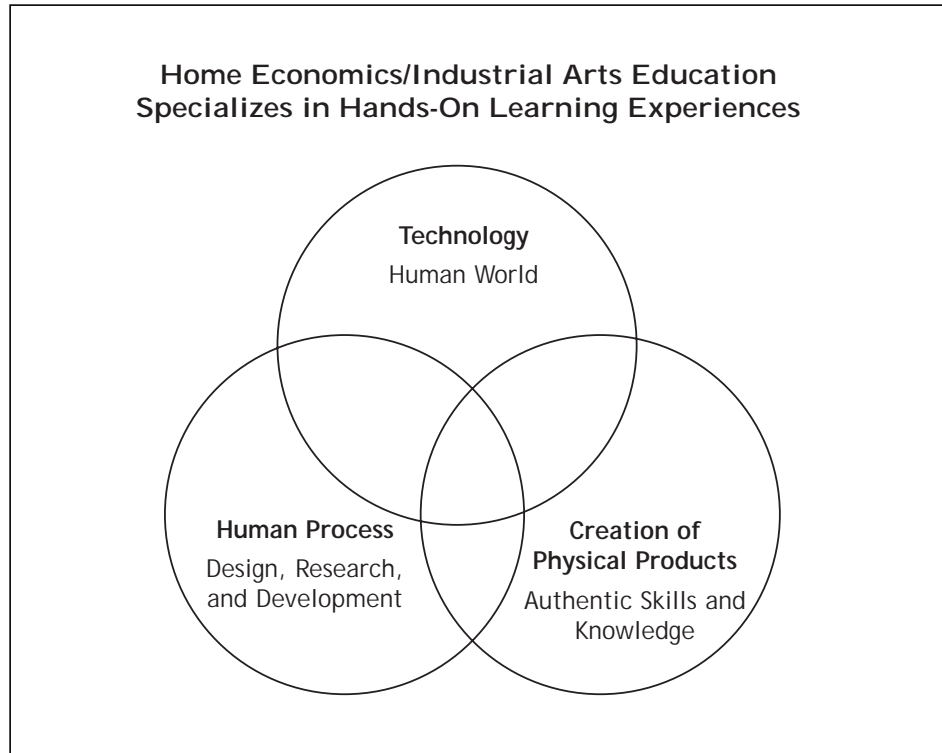 Home Economics/Industrial Arts Education
Specializes in Hands-On Learning Experiences
Technology
Human World
Human Process
Design, Research,
and Development
Creation of
Physical Products
Authentic Skills and
Knowledge